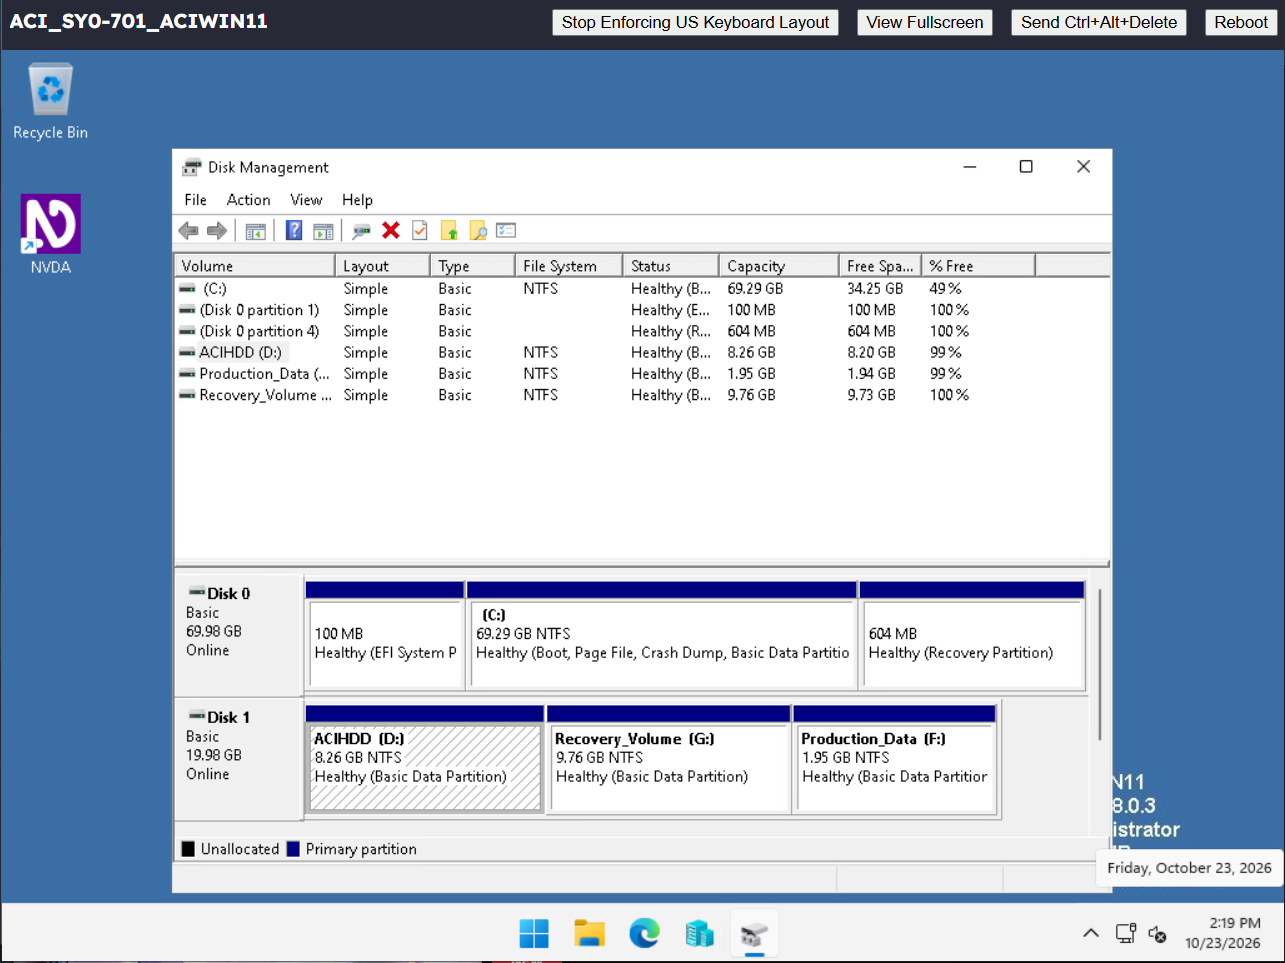 ACI_SY0-701_ACIWIN11
Stop Enforcing US Keyboard Layout
View Fullscreen
Send Ctrl+Alt+Delete
Reboot
Recycle Bin
NVDA
Disk Management
File Action View Help
Volume Layout Type File System Status Capacity Free Spa... % Free
(C:) Simple Basic NTFS Healthy (B... 69.29 GB 34.25 GB 49 %
(Disk 0 partition 1) Simple Basic Healthy (E... 100 MB 100 MB 100 %
(Disk 0 partition 4) Simple Basic Healthy (R... 604 MB 604 MB 100 %
ACIHDD (D:) Simple Basic NTFS Healthy (B... 8.26 GB 8.20 GB 99 %
Production_Data (... Simple Basic NTFS Healthy (B... 1.95 GB 1.94 GB 99 %
Recovery_Volume ... Simple Basic NTFS Healthy (B... 9.76 GB 9.73 GB 100 %
Disk 0
Basic
69.98 GB
Online
100 MB
Healthy (EFI System P
(C:)
69.29 GB NTFS
Healthy (Boot, Page File, Crash Dump, Basic Data Partitio
604 MB
Healthy (Recovery Partition)
Disk 1
Basic
19.98 GB
Online
ACIHDD (D:)
8.26 GB NTFS
Healthy (Basic Data Partition)
Recovery_Volume (G:)
9.76 GB NTFS
Healthy (Basic Data Partition)
Production_Data (F:)
1.95 GB NTFS
Healthy (Basic Data Partitior
Unallocated Primary partition
N11
8.0.3
istrator
Friday, October 23, 2026
2:19 PM
10/23/2026